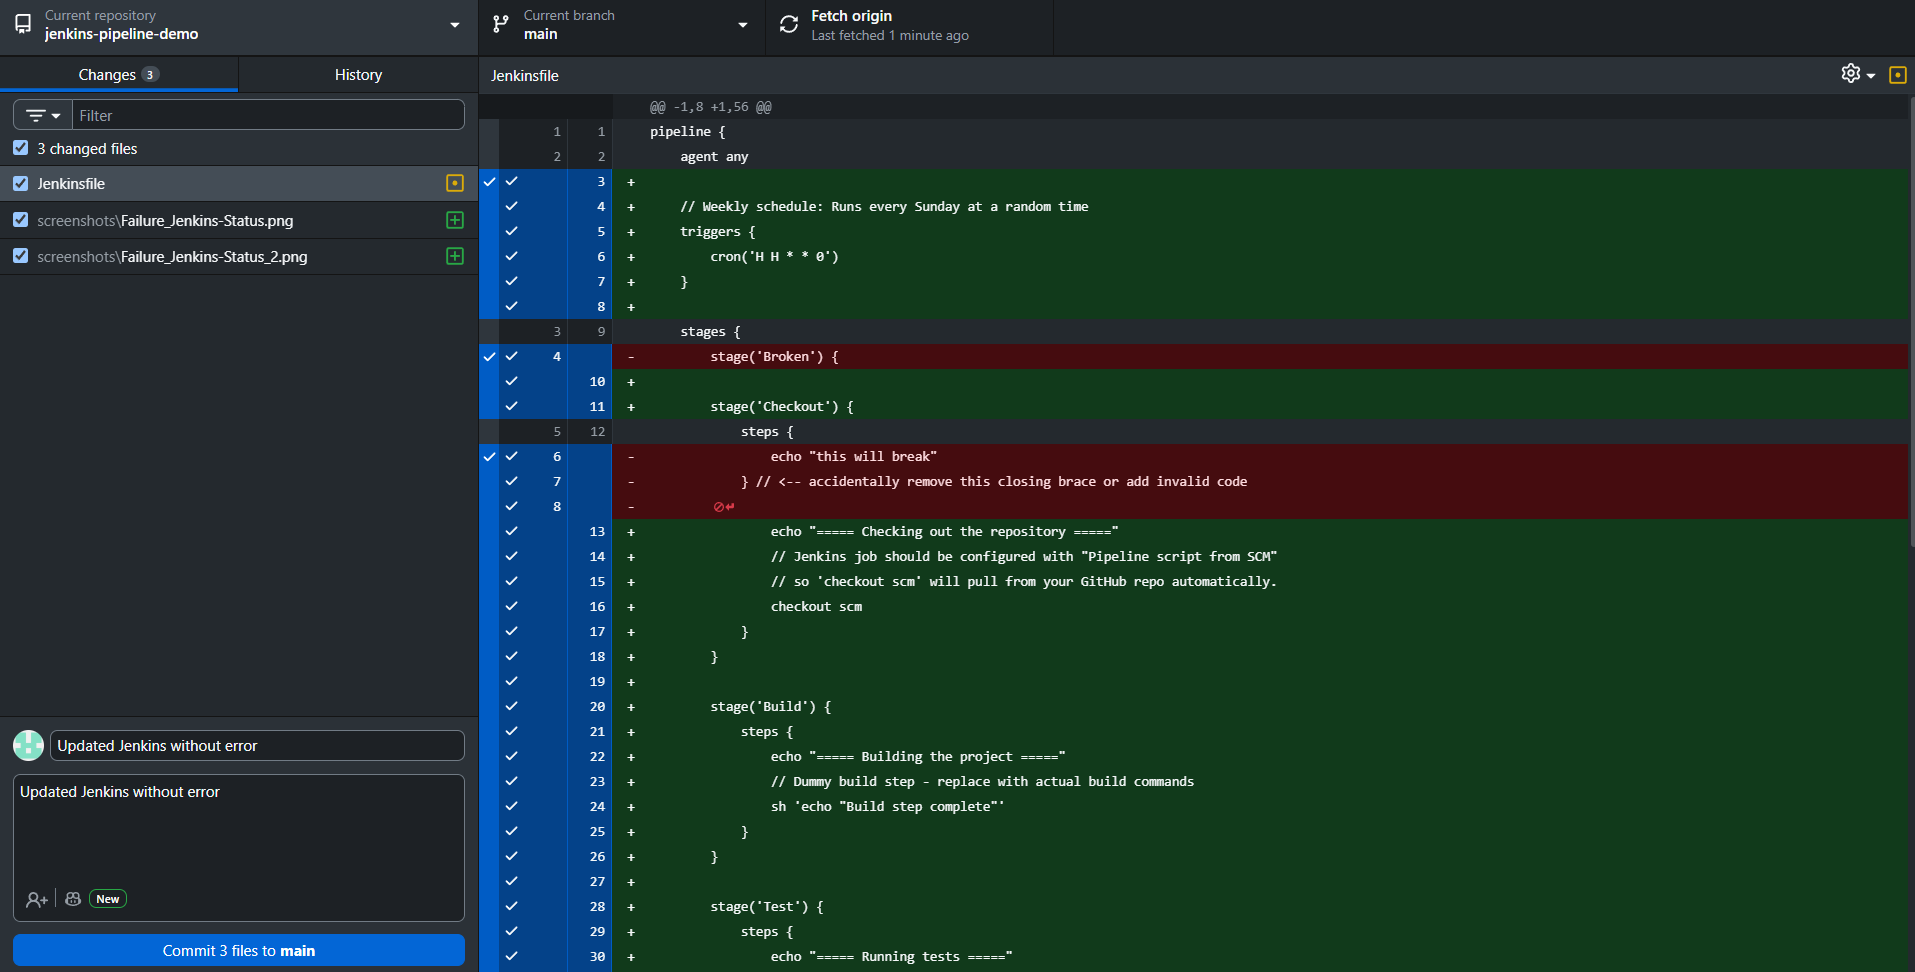 Current repository
jenkins-pipeline-demo
Current branch
main
Fetch origin
Last fetched 1 minute ago
Changes 3
History
Filter
3 changed files
Jenkinsfile
screenshots\Failure_Jenkins-Status.png
screenshots\Failure_Jenkins-Status_2.png
Updated Jenkins without error
Updated Jenkins without error
New
Commit 3 files to main
Jenkinsfile
@@ -1,8 +1,56 @@
1 1 pipeline {
2 2 agent any
3 +
4 + // Weekly schedule: Runs every Sunday at a random time
5 + triggers {
6 + cron('H H * * 0')
7 + }
8 +
3 9 stages {
4 - stage('Broken') {
10 +
11 + stage('Checkout') {
5 12 steps {
6 - echo "this will break"
7 - } // <-- accidentally remove this closing brace or add invalid code
8 -
13 + echo "===== Checking out the repository ====="
14 + // Jenkins job should be configured with "Pipeline script from SCM"
15 + // so 'checkout scm' will pull from your GitHub repo automatically.
16 + checkout scm
17 + }
18 + }
19 +
20 + stage('Build') {
21 + steps {
22 + echo "===== Building the project ====="
23 + // Dummy build step - replace with actual build commands
24 + sh 'echo "Build step complete"'
25 + }
26 + }
27 +
28 + stage('Test') {
29 + steps {
30 + echo "===== Running tests ====="